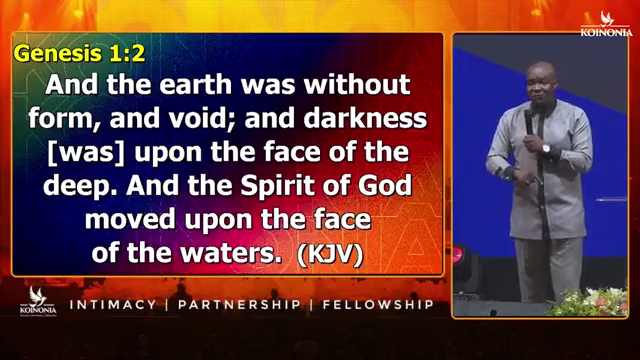 KOINONIA
Genesis 1:2
And the earth was without
form, and void; and darkness
[was] upon the face of the
deep. And the Spirit of God
moved upon the face
of the waters. (KJV)
KOINONIA
INTIMACY | PARTNERSHIP | FELLOWSHIP